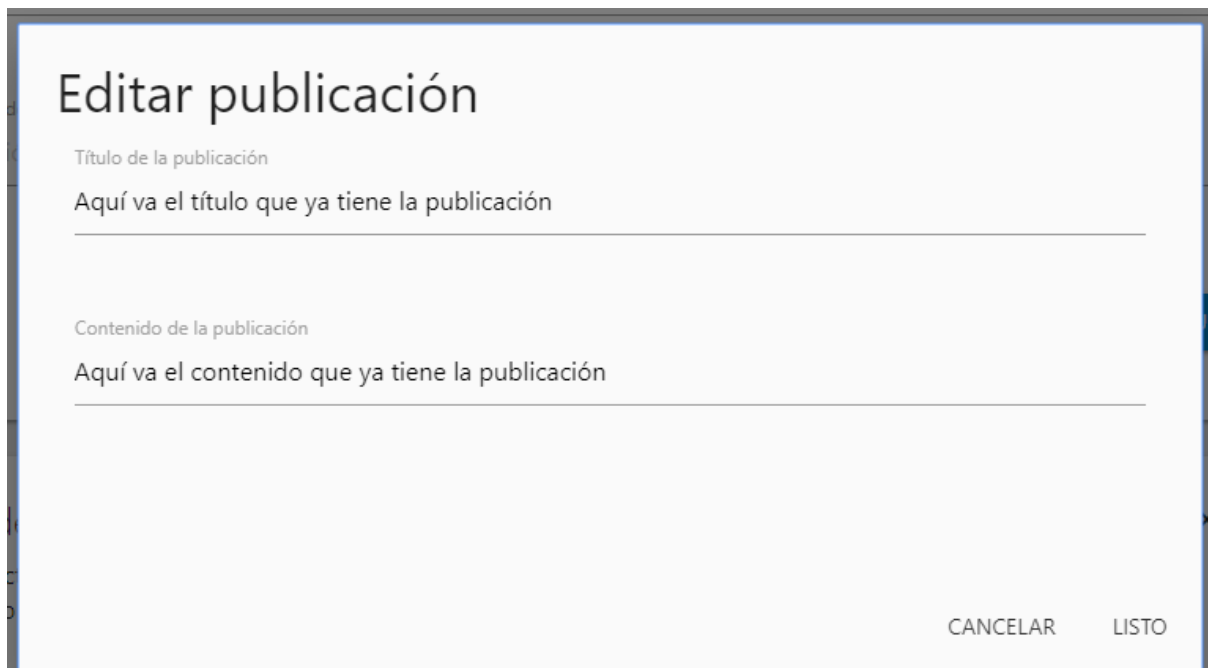 Editar publicación
Título de la publicación
Aquí va el título que ya tiene la publicación
Contenido de la publicación
Aquí va el contenido que ya tiene la publicación
CANCELAR LISTO